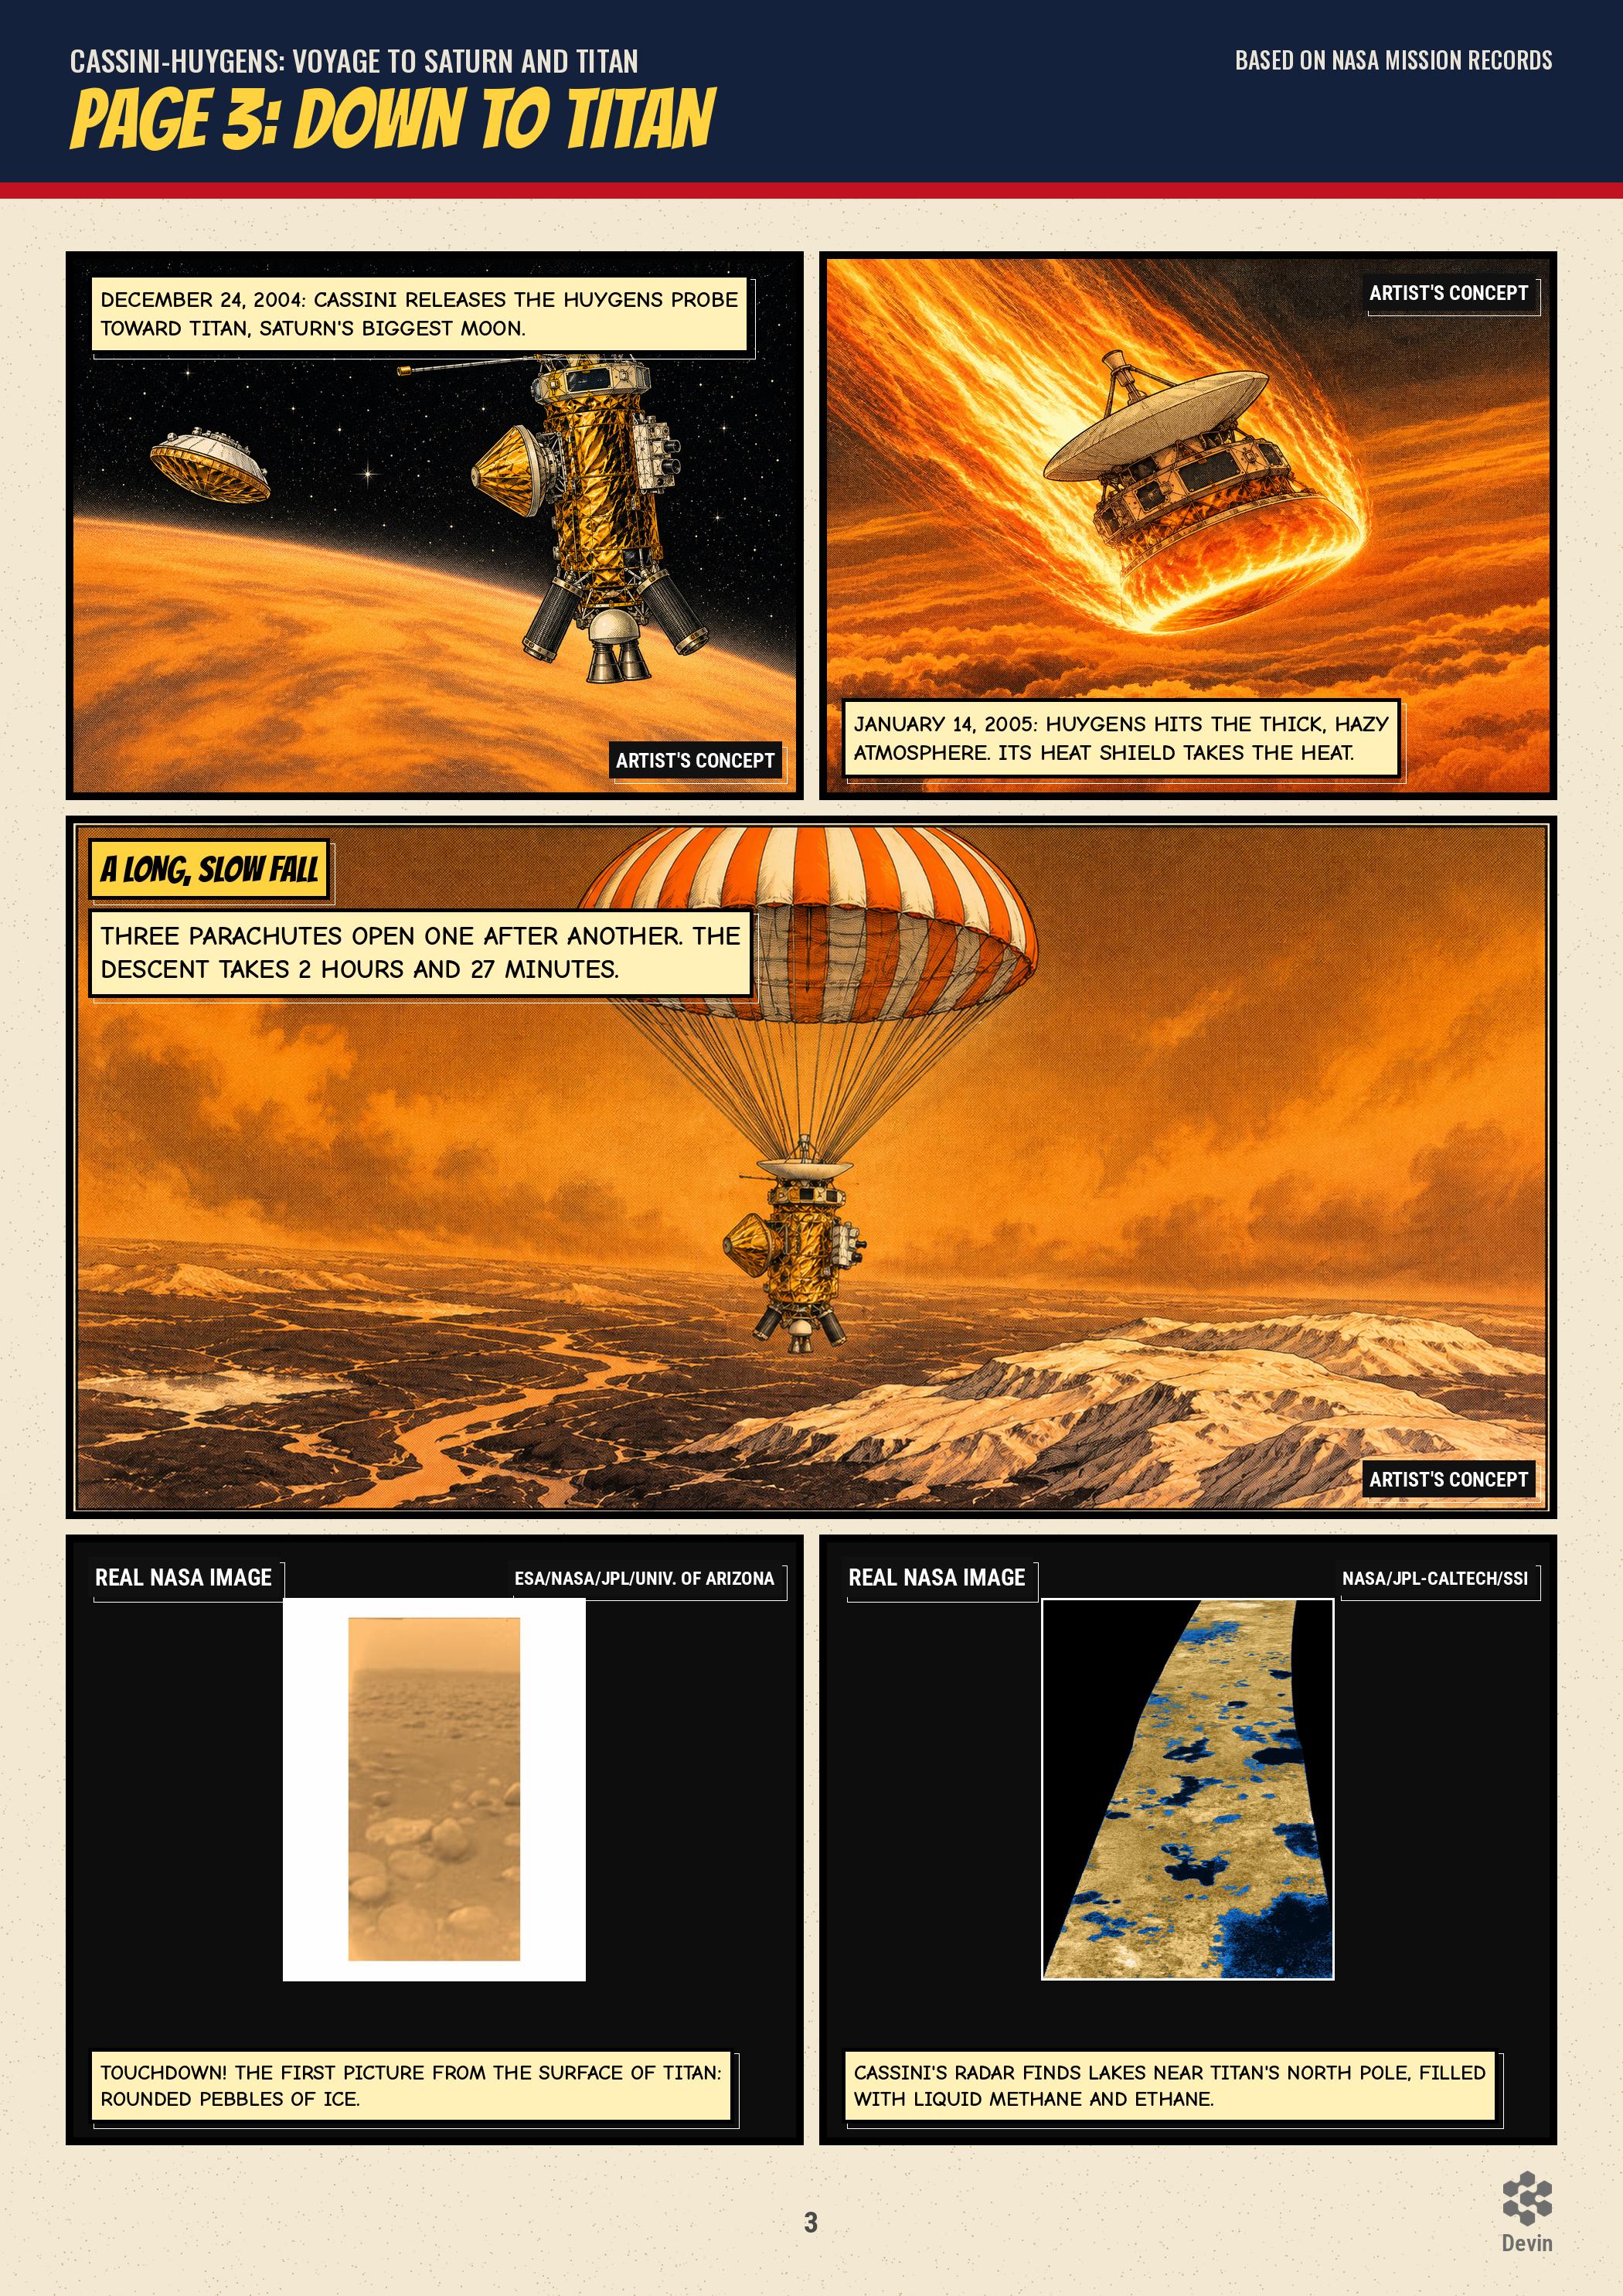 CASSINI-HUYGENS: VOYAGE TO SATURN AND TITAN
BASED ON NASA MISSION RECORDS
PAGE 3: DOWN TO TITAN
DECEMBER 24, 2004: CASSINI RELEASES THE HUYGENS PROBE
TOWARD TITAN, SATURN'S BIGGEST MOON.
ARTIST'S CONCEPT
ARTIST'S CONCEPT
JANUARY 14, 2005: HUYGENS HITS THE THICK, HAZY
ATMOSPHERE. ITS HEAT SHIELD TAKES THE HEAT.
A LONG, SLOW FALL
THREE PARACHUTES OPEN ONE AFTER ANOTHER. THE
DESCENT TAKES 2 HOURS AND 27 MINUTES.
ARTIST'S CONCEPT
REAL NASA IMAGE
ESA/NASA/JPL/UNIV. OF ARIZONA
TOUCHDOWN! THE FIRST PICTURE FROM THE SURFACE OF TITAN:
ROUNDED PEBBLES OF ICE.
REAL NASA IMAGE
NASA/JPL-CALTECH/SSI
CASSINI'S RADAR FINDS LAKES NEAR TITAN'S NORTH POLE, FILLED
WITH LIQUID METHANE AND ETHANE.
3
Devin